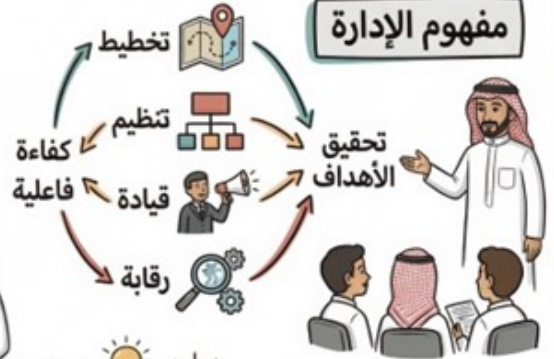 مفهوم الإدارة
تخطيط
تنظيم
قيادة
رقابة
تحقيق
الأهداف
كفاءة
فاعلية